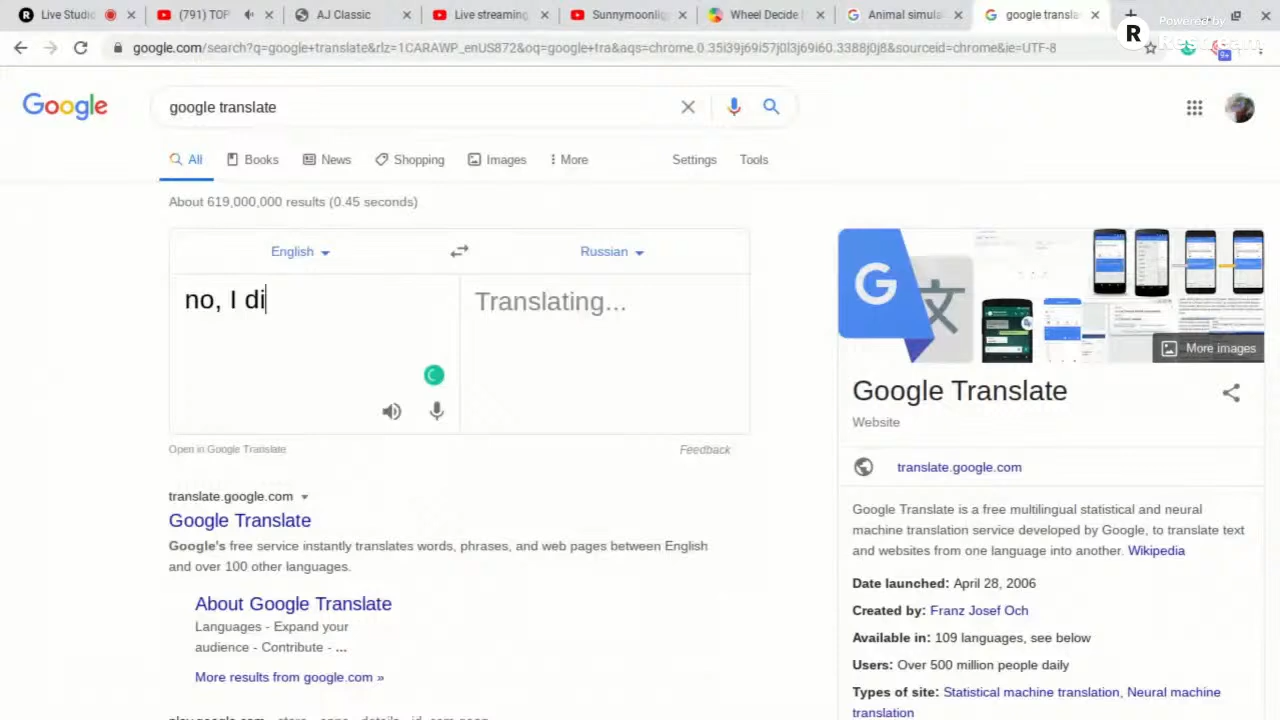 Live Studio
(791) TOP
AJ Classic
Live streaming
Sunnymoonlig
Wheel Decide
Animal simula
google transla
Powered by
Restream
google.com/search?q=google+translate&rlz=1CARAWP_enUS872&oq=google+tra&aqs=chrome.0.35i39j69i57j0l3j69i60.3388j0j8&sourceid=chrome&ie=UTF-8
9+
Google
google translate
All
Books
News
Shopping
Images
More
Settings
Tools
About 619,000,000 results (0.45 seconds)
English
Russian
no, I di
Translating...
Open in Google Translate
Feedback
translate.google.com
Google Translate
Google's free service instantly translates words, phrases, and web pages between English
and over 100 other languages.
About Google Translate
Languages - Expand your
audience - Contribute - ...
More results from google.com »
More images
Google Translate
Website
translate.google.com
Google Translate is a free multilingual statistical and neural
machine translation service developed by Google, to translate text
and websites from one language into another. Wikipedia
Date launched: April 28, 2006
Created by: Franz Josef Och
Available in: 109 languages, see below
Users: Over 500 million people daily
Types of site: Statistical machine translation, Neural machine
translation